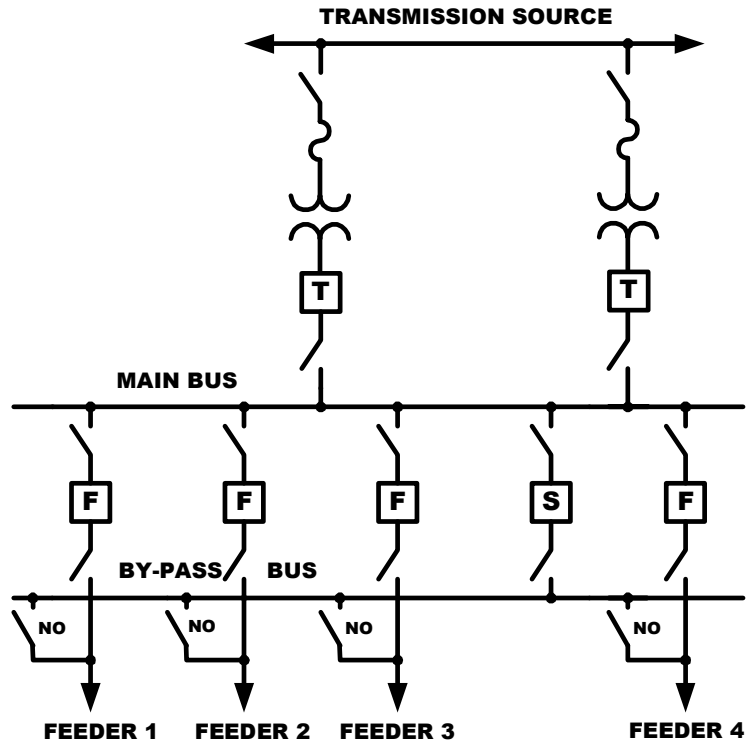 TRANSMISSION SOURCE
T
T
MAIN BUS
F
F
F
S
F
BY-PASS BUS
NO
NO
NO
NO
FEEDER 1
FEEDER 2
FEEDER 3
FEEDER 4